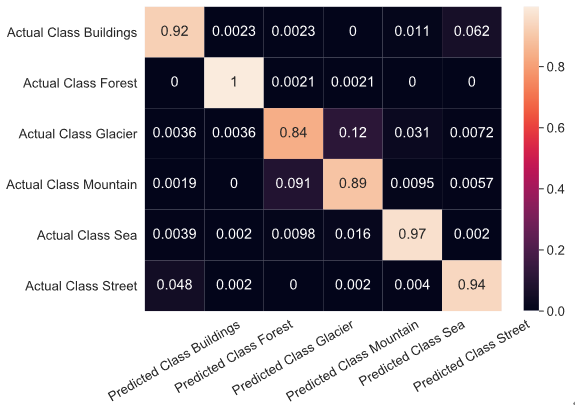 Actual Class Buildings 0.92 0.0023 0.0023 0 0.011 0.062
Actual Class Forest 0 1 0.0021 0.0021 0 0
Actual Class Glacier 0.0036 0.0036 0.84 0.12 0.031 0.0072
Actual Class Mountain 0.0019 0 0.091 0.89 0.0095 0.0057
Actual Class Sea 0.0039 0.002 0.0098 0.016 0.97 0.002
Actual Class Street 0.048 0.002 0 0.002 0.004 0.94
Predicted Class Buildings
Predicted Class Forest
Predicted Class Glacier
Predicted Class Mountain
Predicted Class Sea
Predicted Class Street
0.8
0.6
0.4
0.2
0.0